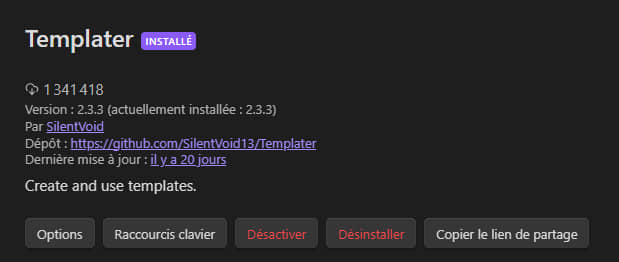 Templater INSTALLÉ
1 341 418
Version : 2.3.3 (actuellement installée : 2.3.3)
Par SilentVoid
Dépôt : https://github.com/SilentVoid13/Templater
Dernière mise à jour : il y a 20 jours
Create and use templates.
Options Raccourcis clavier Désactiver Désinstaller Copier le lien de partage